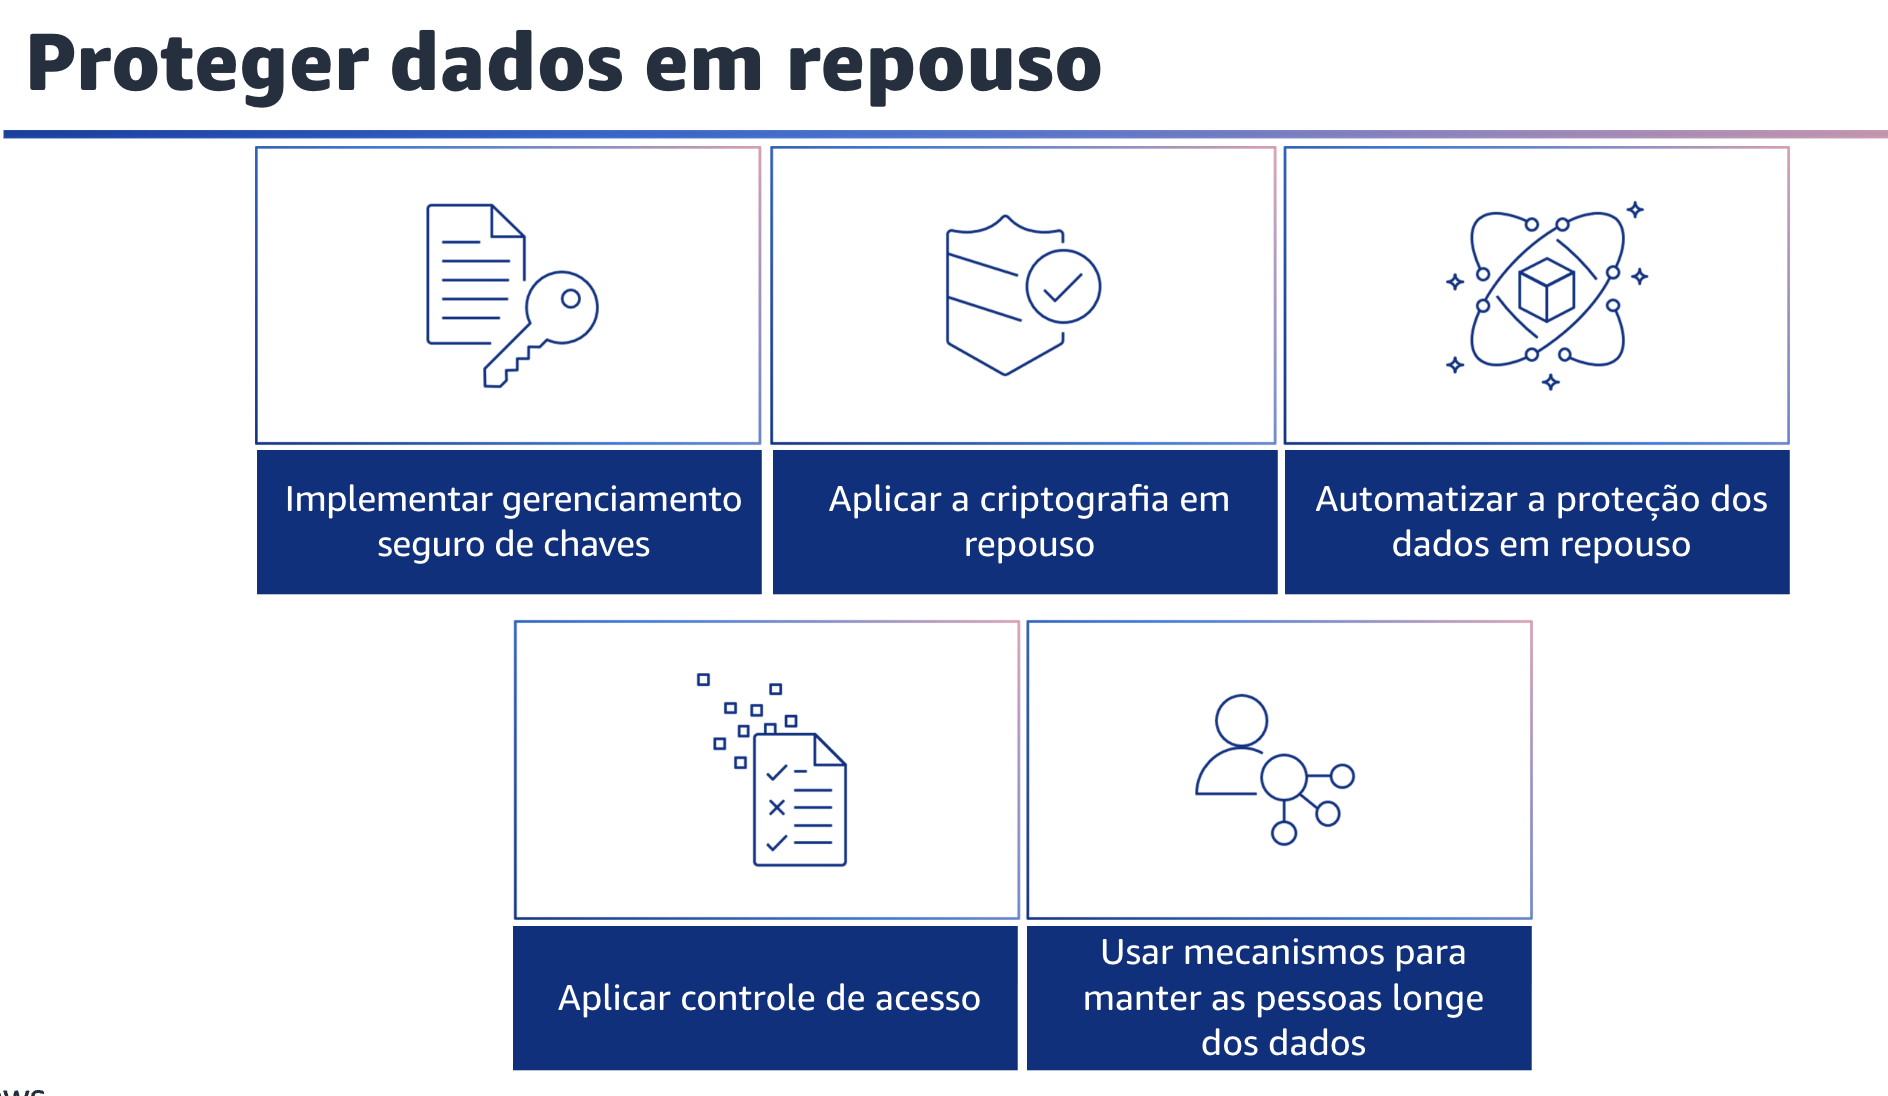 Proteger dados em repouso
Implementar gerenciamento
seguro de chaves
Aplicar a criptografia em
repouso
Automatizar a proteção dos
dados em repouso
Aplicar controle de acesso
Usar mecanismos para
manter as pessoas longe
dos dados